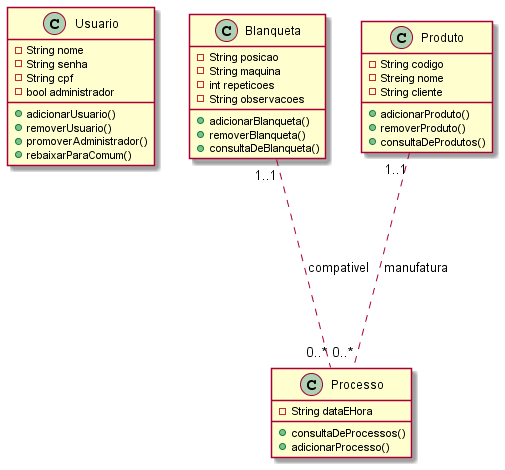 C Usuario
String nome
String senha
String cpf
bool administrador
adicionarUsuario()
removerUsuario()
promoverAdministrador()
rebaixarParaComum()
C Blanqueta
String posicao
String maquina
int repeticoes
String observacoes
adicionarBlanqueta()
removerBlanqueta()
consultaDeBlanqueta()
C Produto
String codigo
Streing nome
String cliente
adicionarProduto()
removerProduto()
consultaDeProdutos()
1..1
1..1
compativel
manufatura
0..*
0..*
C Processo
String dataEHora
consultaDeProcessos()
adicionarProcesso()